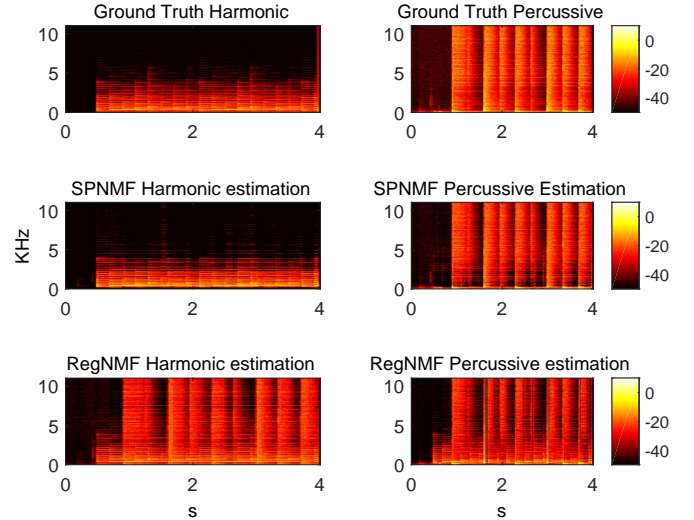 Ground Truth Harmonic
Ground Truth Percussive
10
5
0
0 2 4
10
5
0
0 2 4
0
-20
-40
SPNMF Harmonic estimation
SPNMF Percussive Estimation
KHz
10
5
0
0 2 4
10
5
0
0 2 4
0
-20
-40
RegNMF Harmonic estimation
RegNMF Percussive estimation
10
5
0
0 2 4
s
10
5
0
0 2 4
s
0
-20
-40